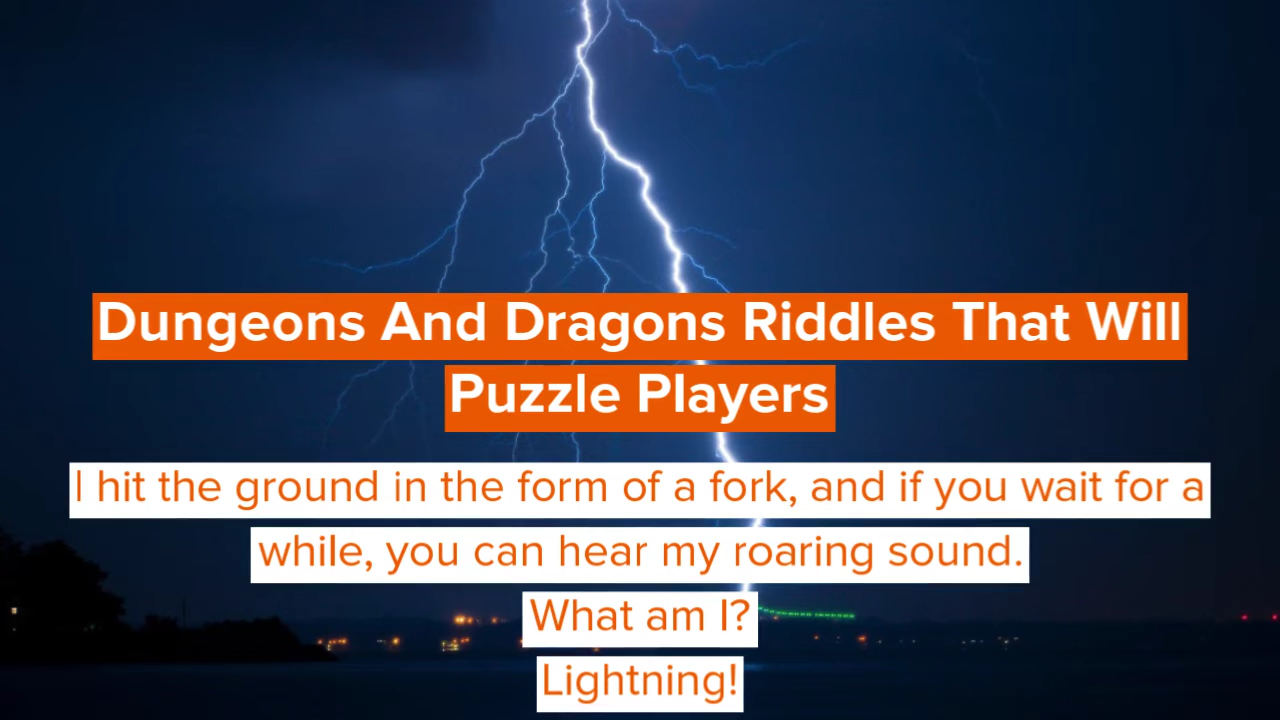 Dungeons And Dragons Riddles That Will
Puzzle Players
I hit the ground in the form of a fork, and if you wait for a
while, you can hear my roaring sound.
What am I?
Lightning!